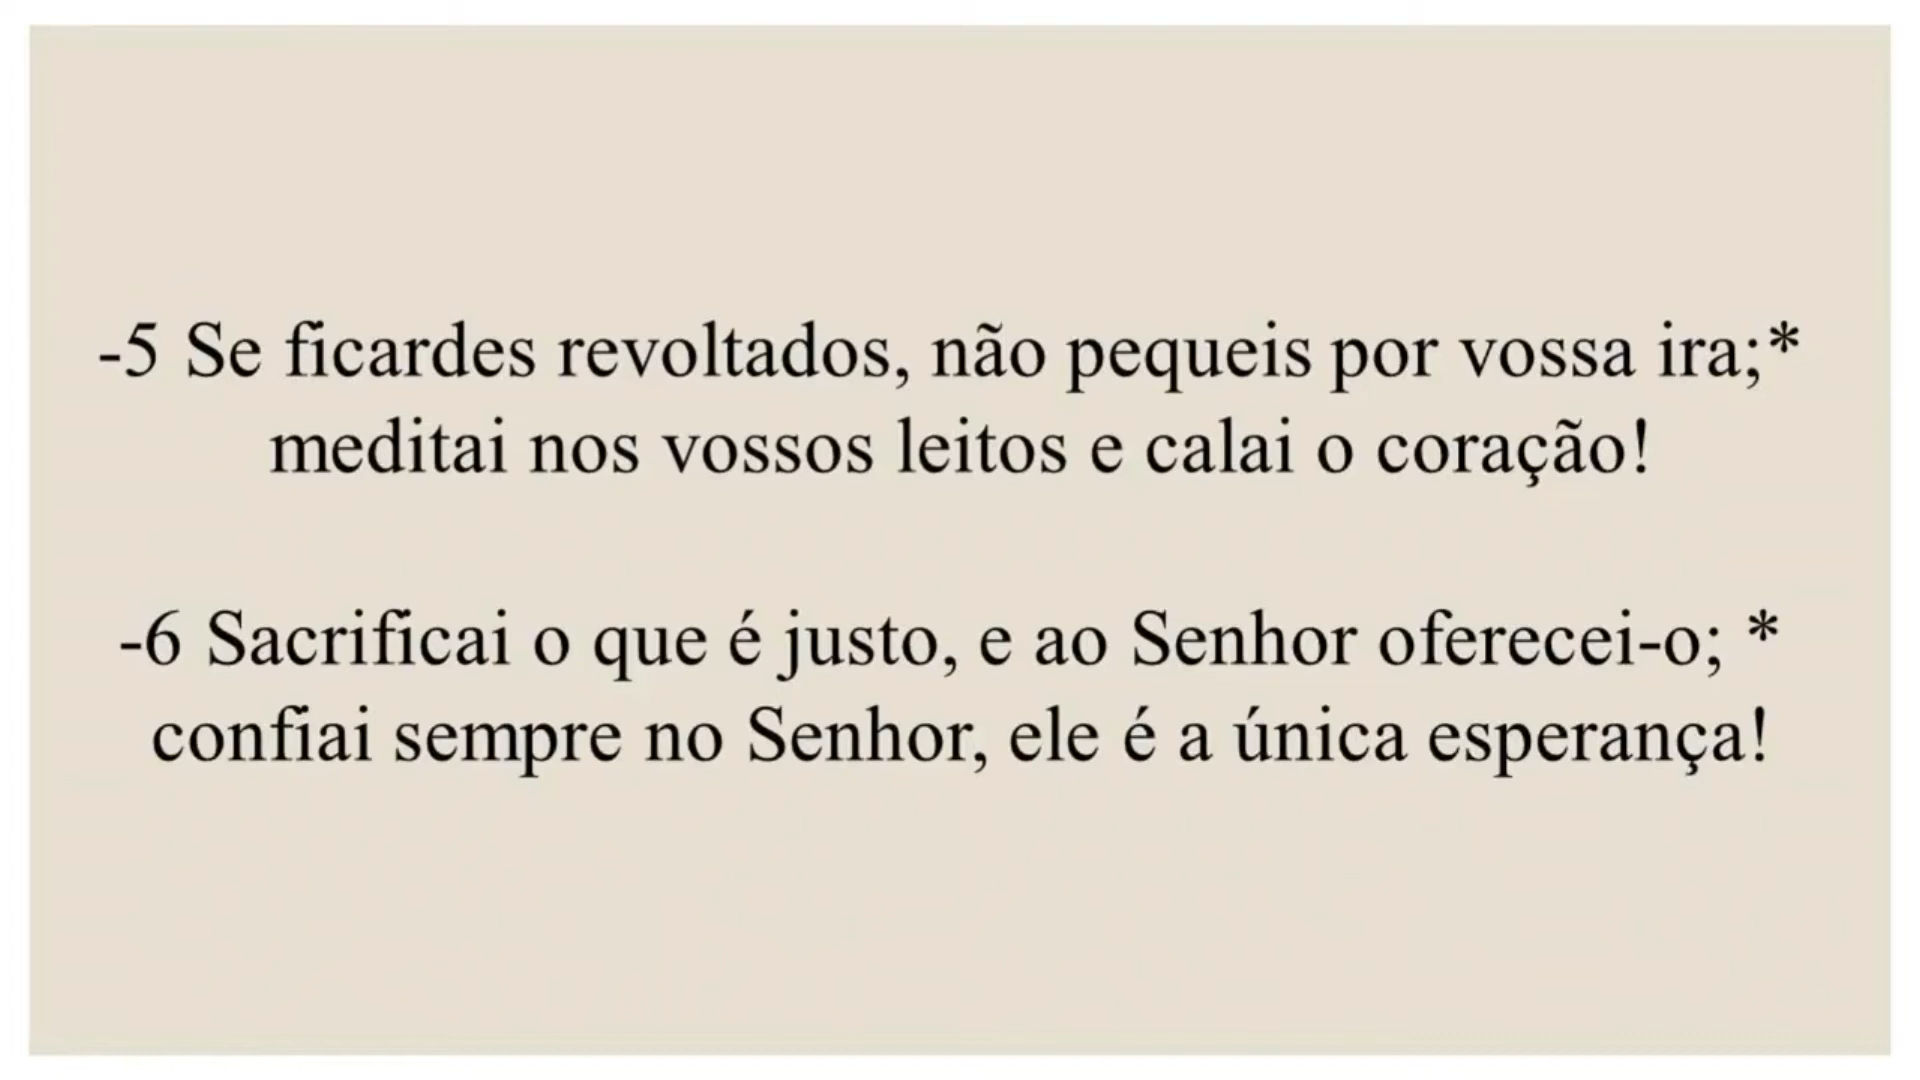 -5 Se ficardes revoltados, não pequeis por vossa ira;*
meditai nos vossos leitos e calai o coração!
-6 Sacrificai o que é justo, e ao Senhor oferecei-o; *
confiai sempre no Senhor, ele é a única esperança!